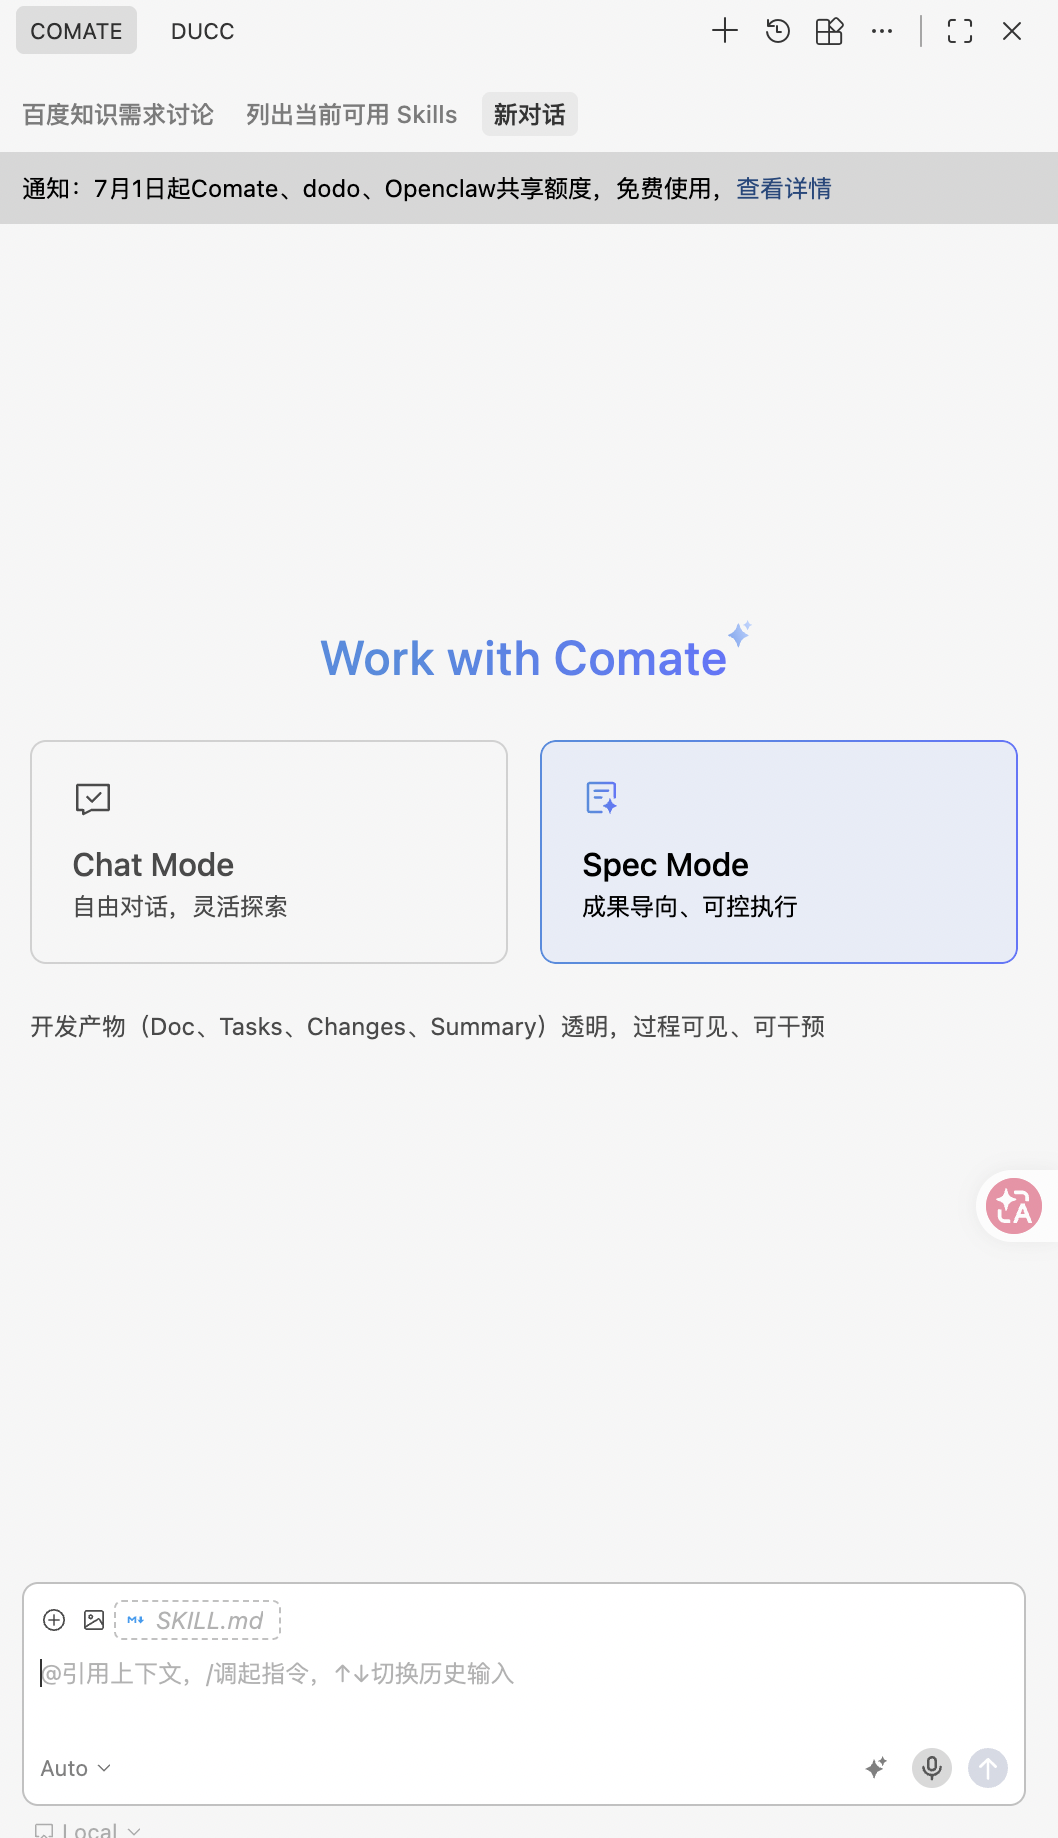 COMATE DUCC
百度知识需求讨论 列出当前可用 Skills 新对话
通知：7月1日起Comate、dodo、Openclaw共享额度，免费使用，查看详情
Work with Comate
Chat Mode
自由对话，灵活探索
Spec Mode
成果导向、可控执行
开发产物（Doc、Tasks、Changes、Summary）透明，过程可见、可干预
SKILL.md
@引用上下文，/调起指令，↑↓切换历史输入
Auto
Local